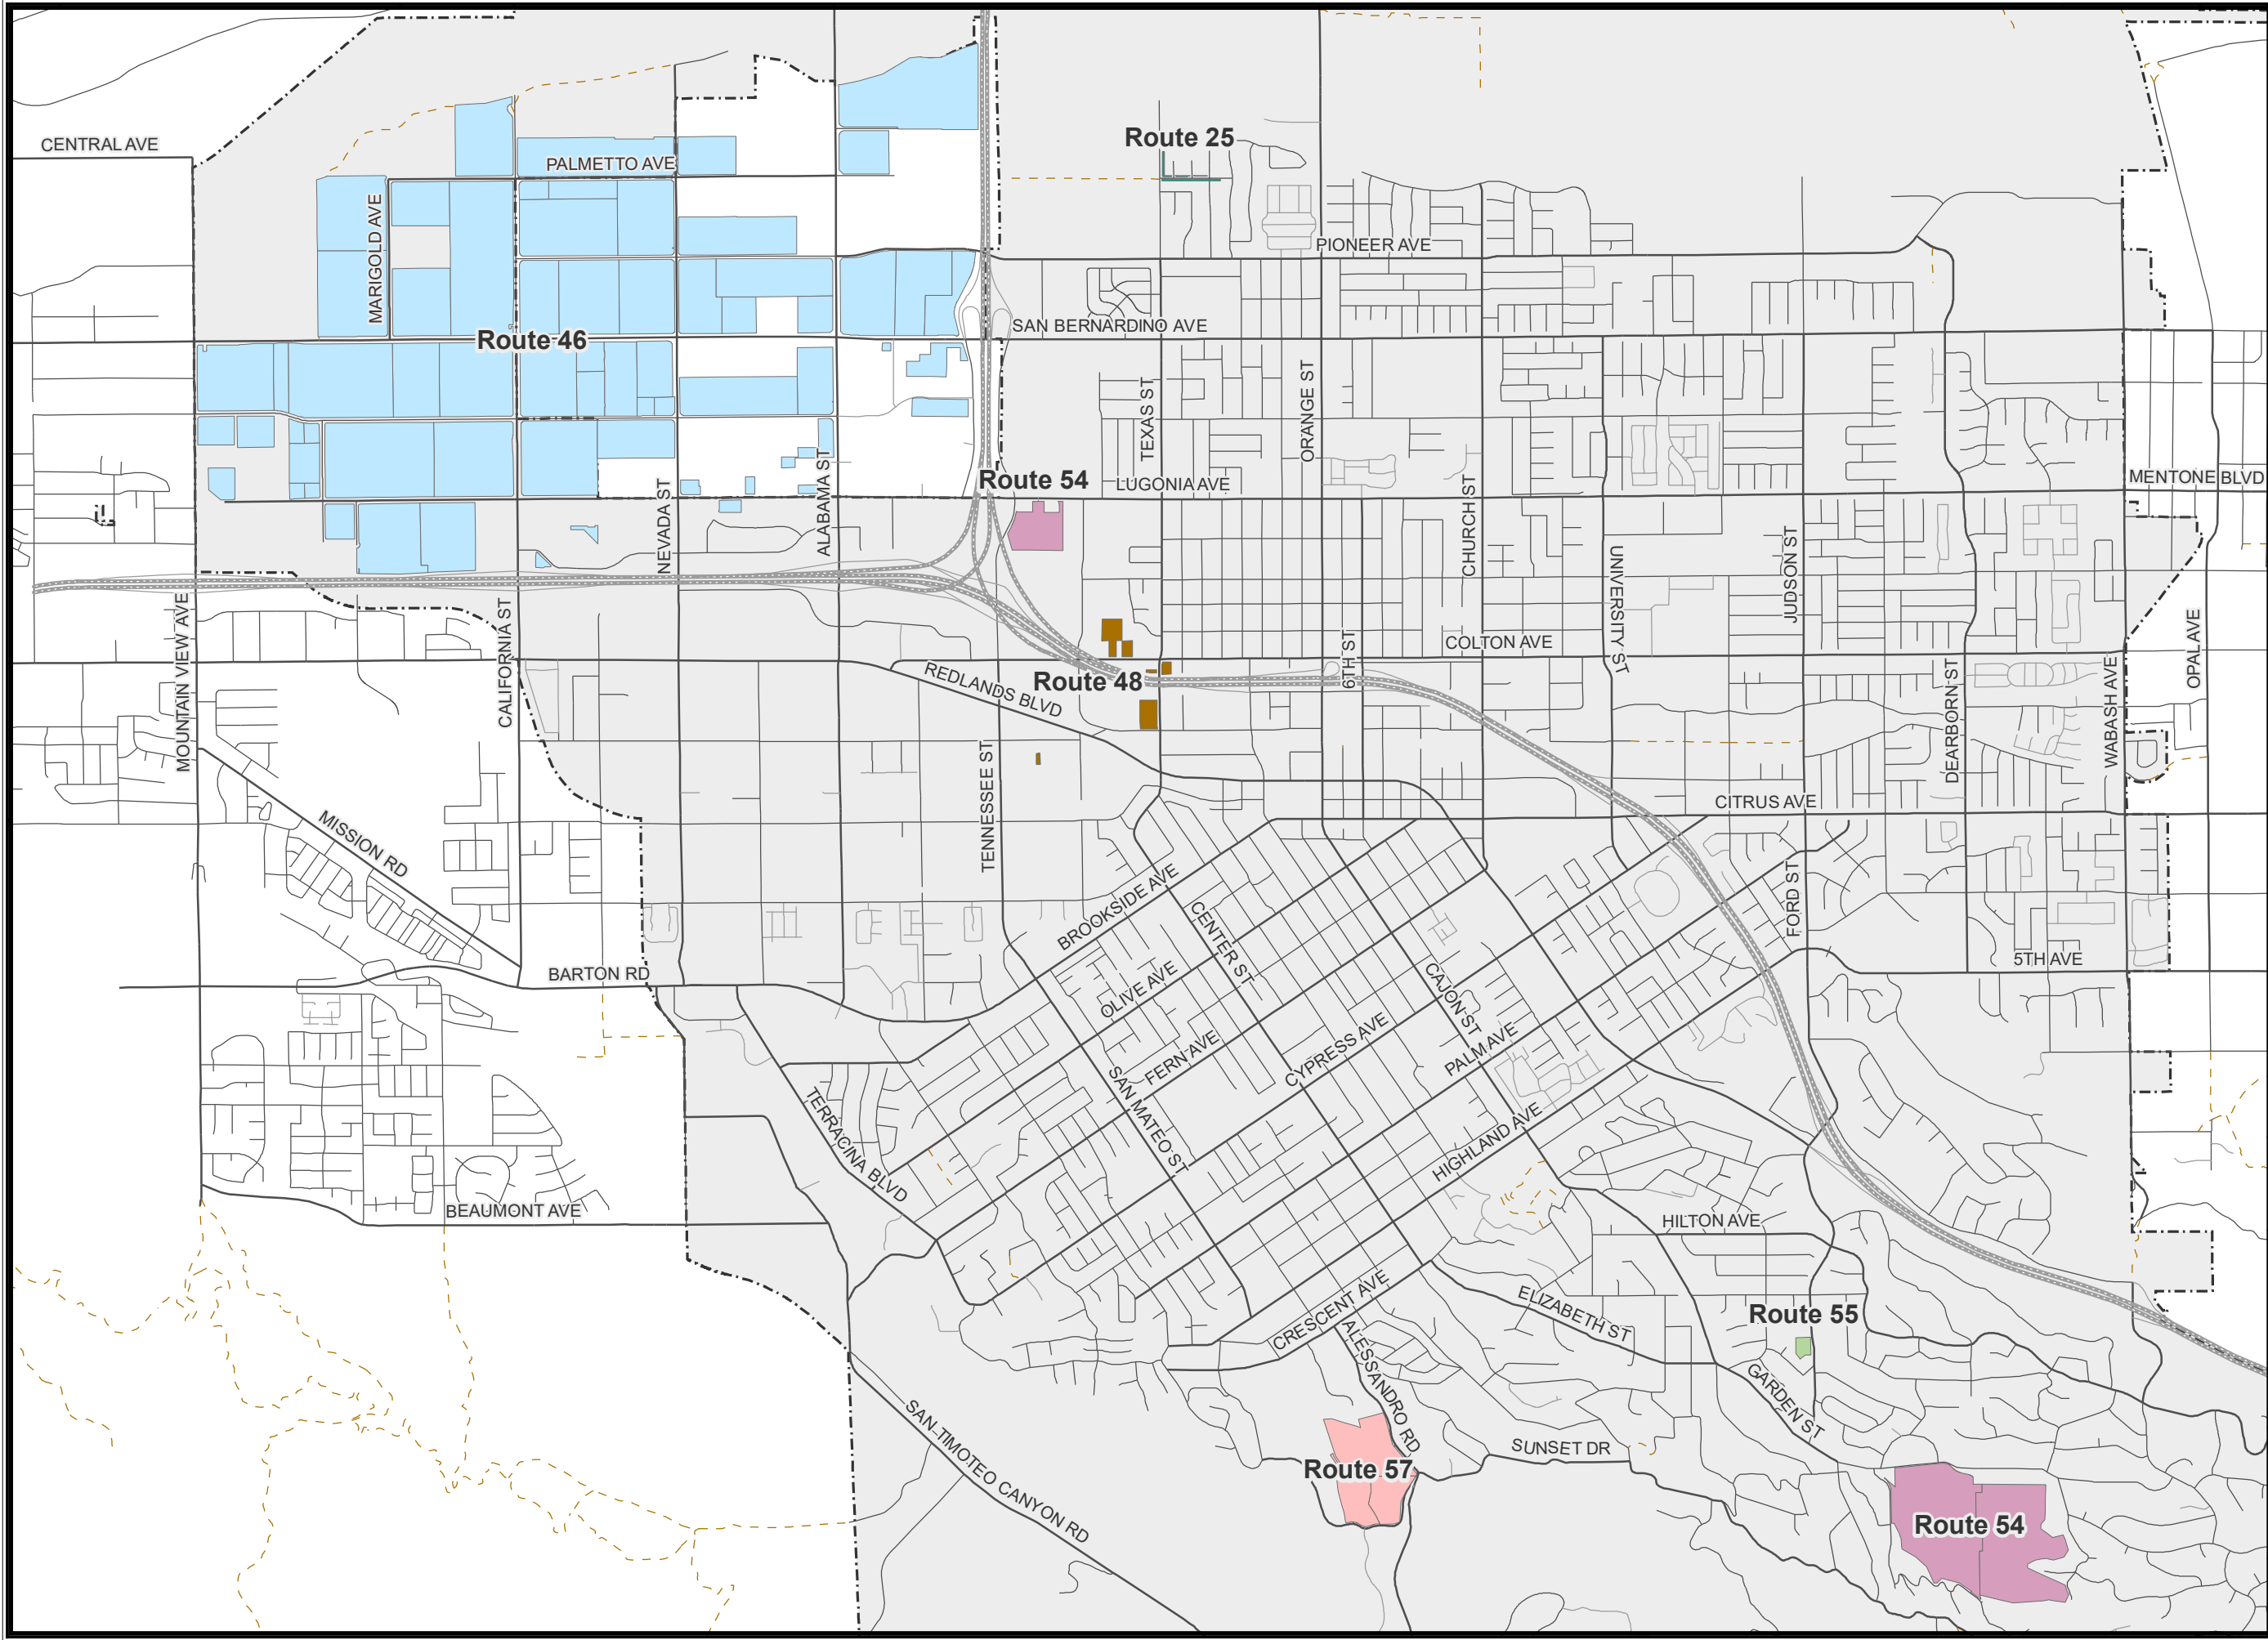 Route 25
CENTRAL AVE
PALMETTO AVE
MARIGOLD AVE
PIONEER AVE
SAN BERNARDINO AVE
Route 46
ORANGE ST
TEXAS ST
Route 54
LUGONIA AVE
MENTONE BLVD
NEVADA ST
ALABAMA ST
CHURCH ST
UNIVERSITY ST
JUDSON ST
MOUNTAIN VIEW AVE
CALIFORNIA ST
6TH ST
COLTON AVE
OPAL AVE
REDLANDS BLVD
Route 48
DEARBORN ST
WABASH AVE
TENNESSEE ST
CITRUS AVE
MISSION RD
BROOKSIDE AVE
CENTER ST
FORD ST
BARTON RD
OLIVE AVE
CAJON ST
5TH AVE
FERN AVE
CYPRESS AVE
PALM AVE
SAN MATEO ST
TERRACINA BLVD
HIGHLAND AVE
BEAUMONT AVE
HILTON AVE
CRESCENT AVE
ELIZABETH ST
Route 55
ALESSANDRO RD
GARDEN ST
SAN TIMOTEO CANYON RD
SUNSET DR
Route 57
Route 54